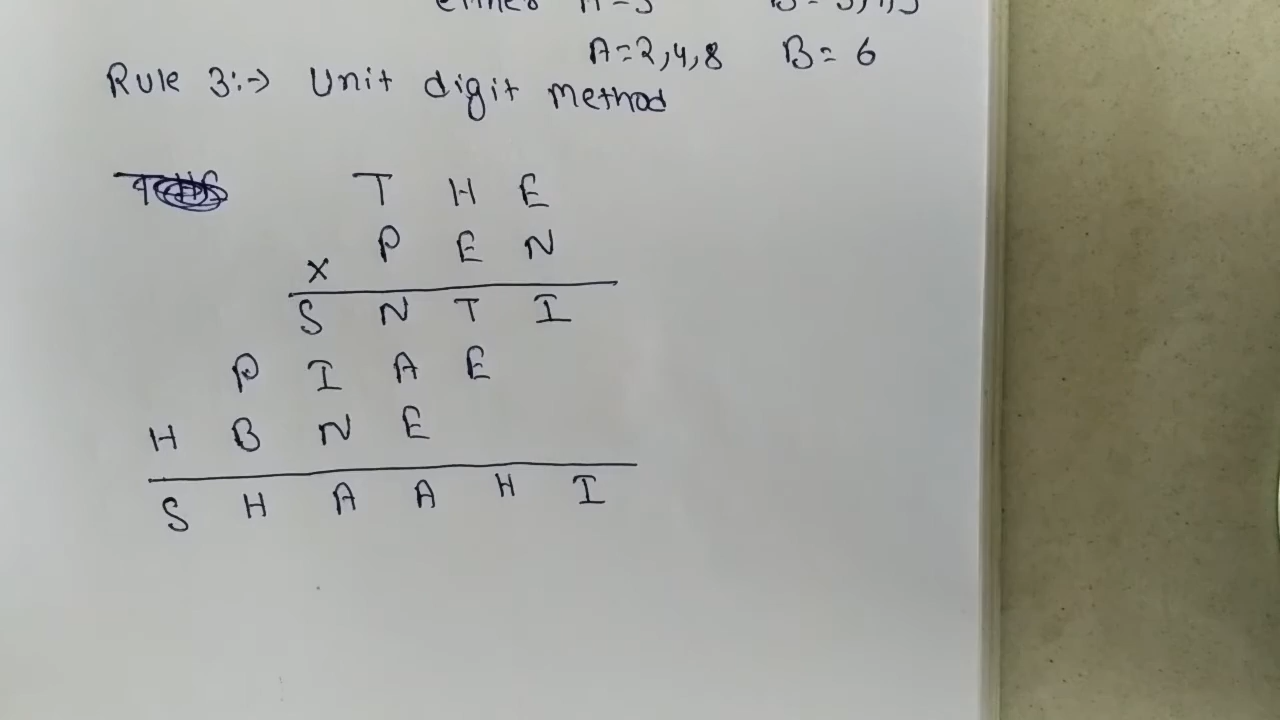 A=2,4,8 B= 6
Rule 3:→ Unit digit method
T H E
x P E N
S N T I
P I A E
H B N E
S H A A H I